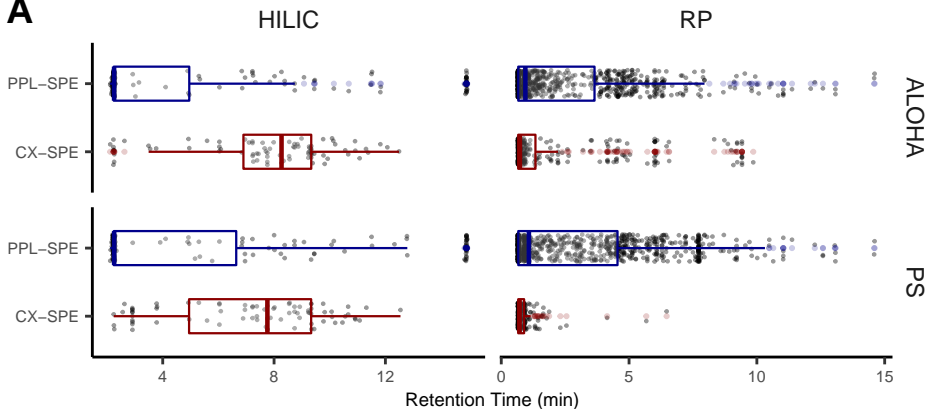 A
HILIC
RP
PPL−SPE
CX−SPE
ALOHA
PPL−SPE
CX−SPE
PS
4
8
12
0
5
10
15
Retention Time (min)